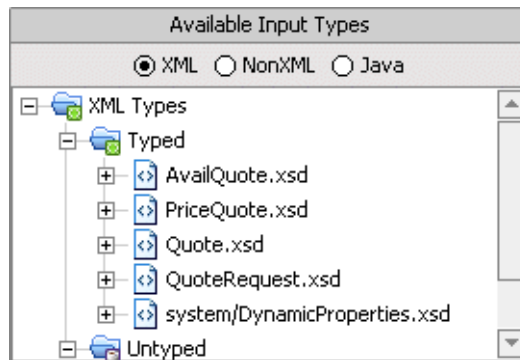 Available Input Types
XML NonXML Java
XML Types
Typed
AvailQuote.xsd
PriceQuote.xsd
Quote.xsd
QuoteRequest.xsd
system/DynamicProperties.xsd
Untyped